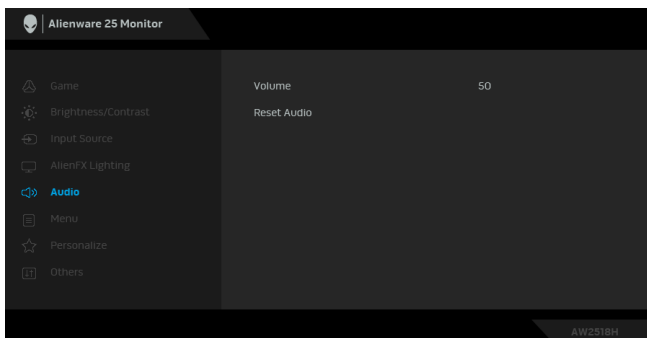 Alienware 25 Monitor
Game
Volume 50
Brightness/Contrast
Reset Audio
Input Source
AlienFX Lighting
Audio
Menu
Personalize
Others
AW2518H